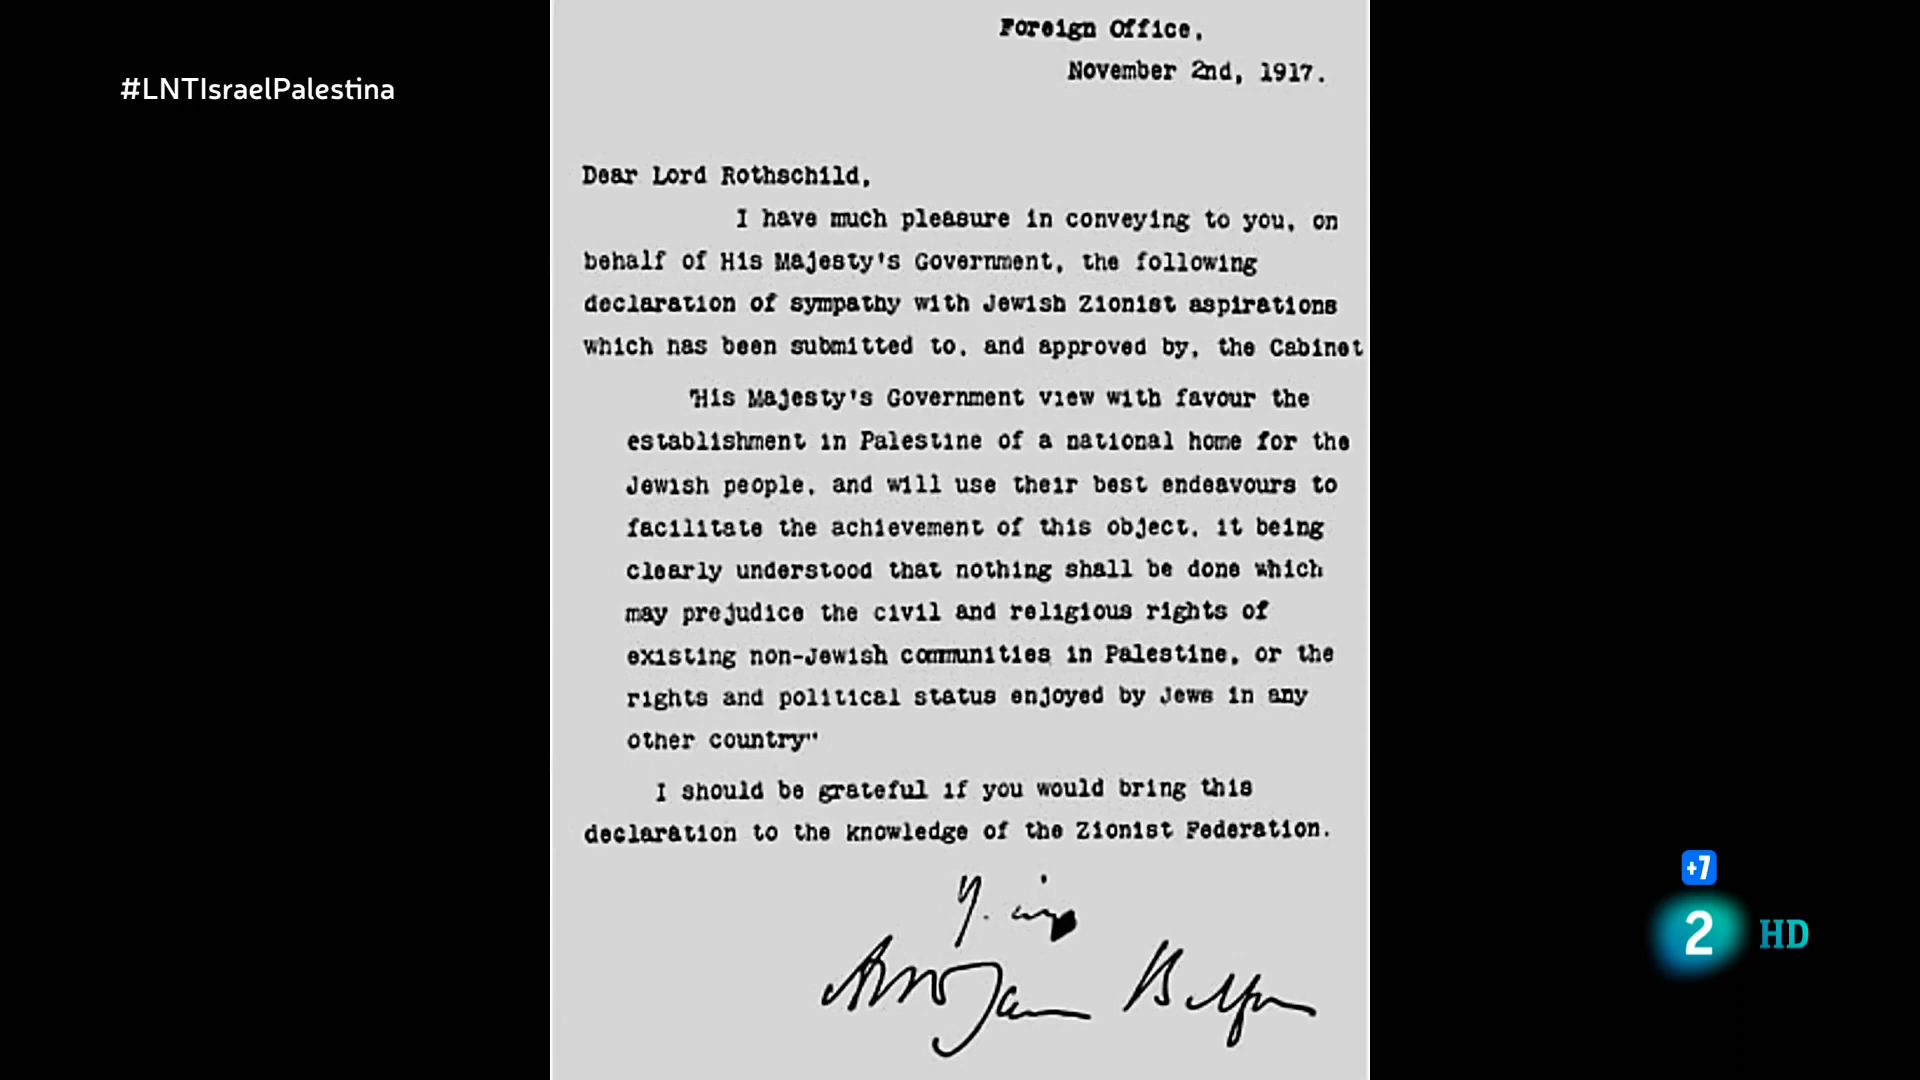 #LNTIsraelPalestina
Foreign Office,
November 2nd, 1917.
Dear Lord Rothschild,
I have much pleasure in conveying to you, on
behalf of His Majesty's Government, the following
declaration of sympathy with Jewish Zionist aspirations
which has been submitted to, and approved by, the Cabinet
"His Majesty's Government view with favour the
establishment in Palestine of a national home for the
Jewish people, and will use their best endeavours to
facilitate the achievement of this object, it being
clearly understood that nothing shall be done which
may prejudice the civil and religious rights of
existing non-Jewish communities in Palestine, or the
rights and political status enjoyed by Jews in any
other country"
I should be grateful if you would bring this
declaration to the knowledge of the Zionist Federation.
Arthur James Balfour
+7
2 HD